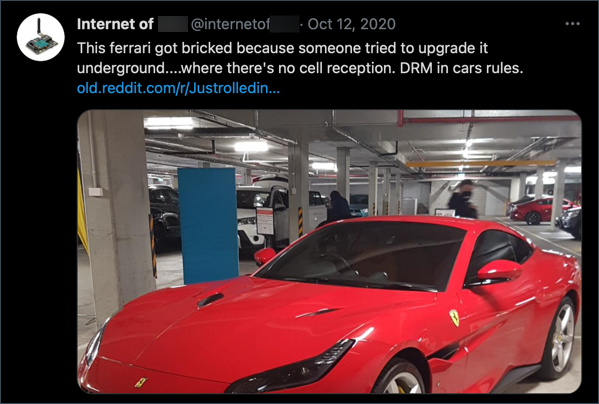 Internet of @internetof · Oct 12, 2020
This ferrari got bricked because someone tried to upgrade it
underground....where there's no cell reception. DRM in cars rules.
old.reddit.com/r/Justrolledin...